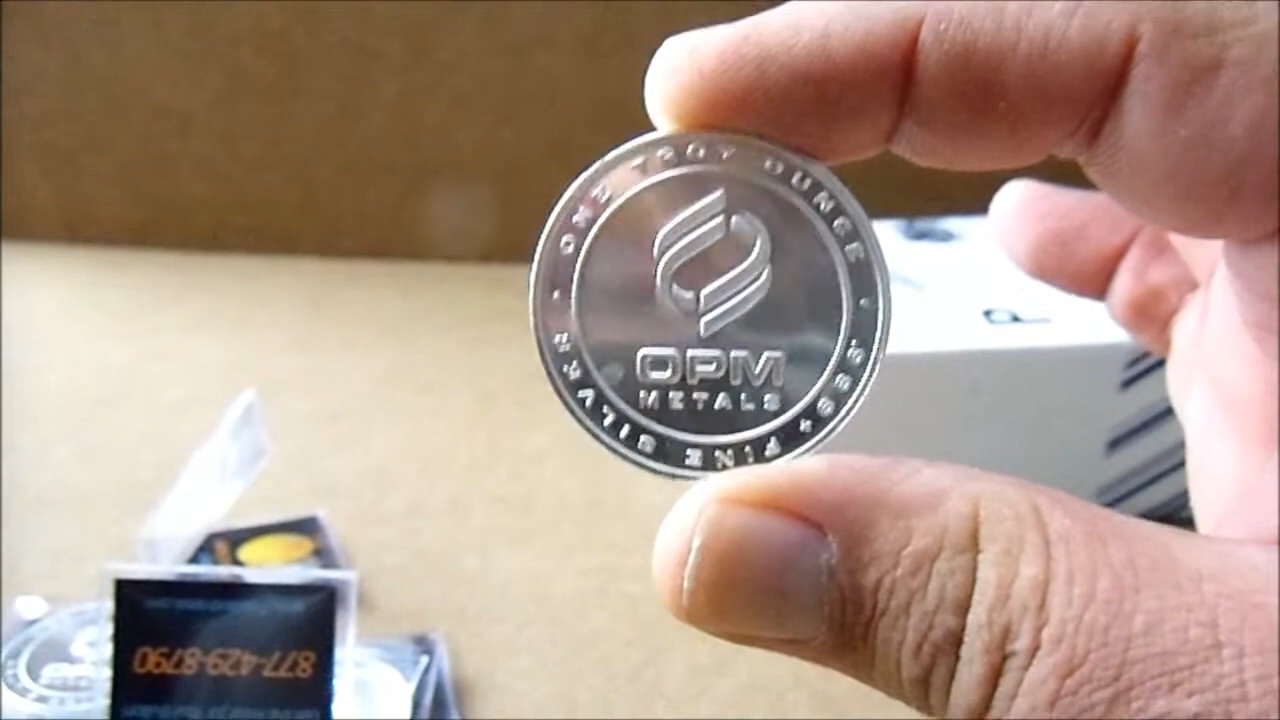 ONE TROY OUNCE
OPM
METALS
.999+ FINE SILVER
877-429-8790
P